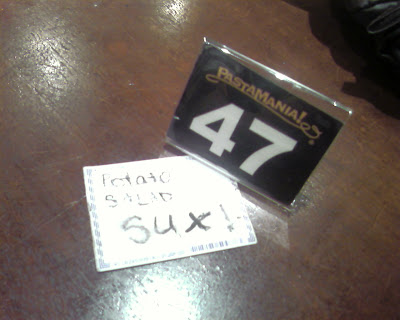 PASTAMANIA!
47
Potato
SALAD
SUX!